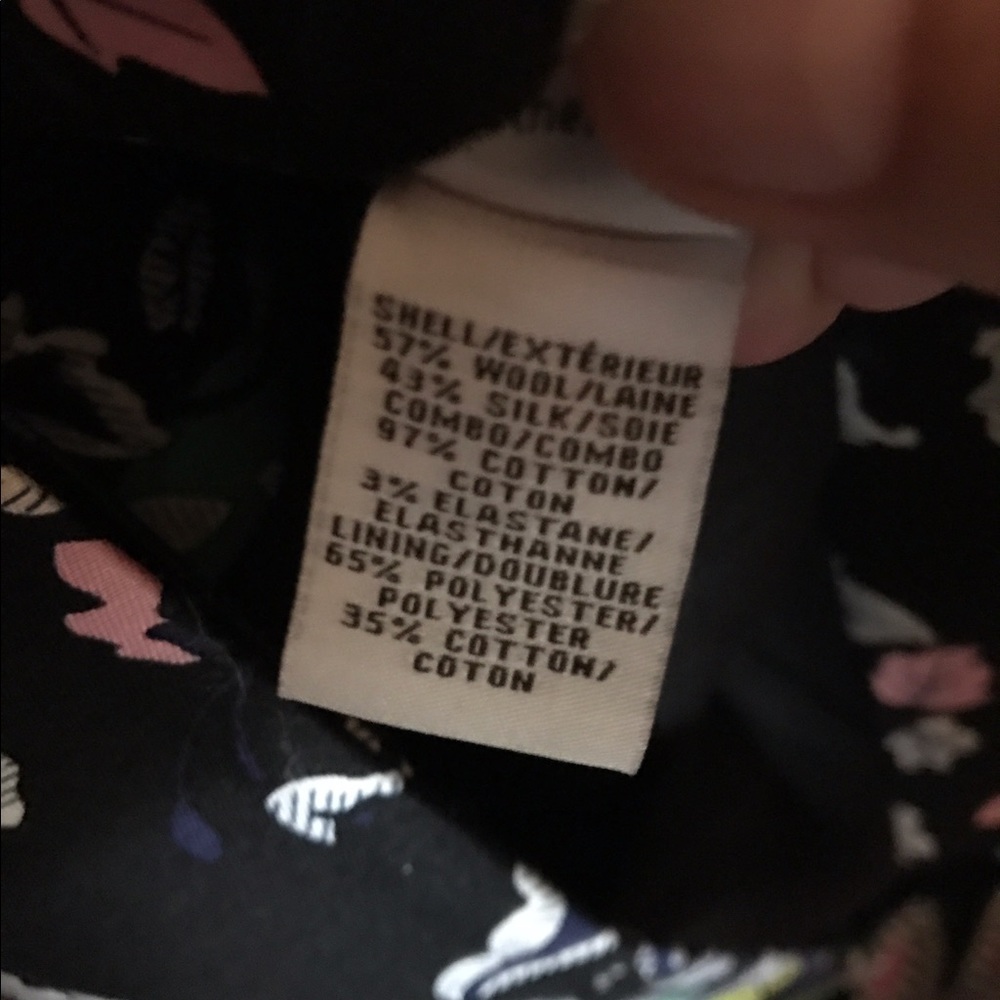 SHELL/EXTÉRIEUR
57% WOOL/LAINE
43% SILK/SOIE
COMBO/COMBO
97% COTTON/
COTON
3% ELASTANE/
ELASTHANNE
LINING/DOUBLURE
65% POLYESTER/
POLYESTER
35% COTTON/
COTON